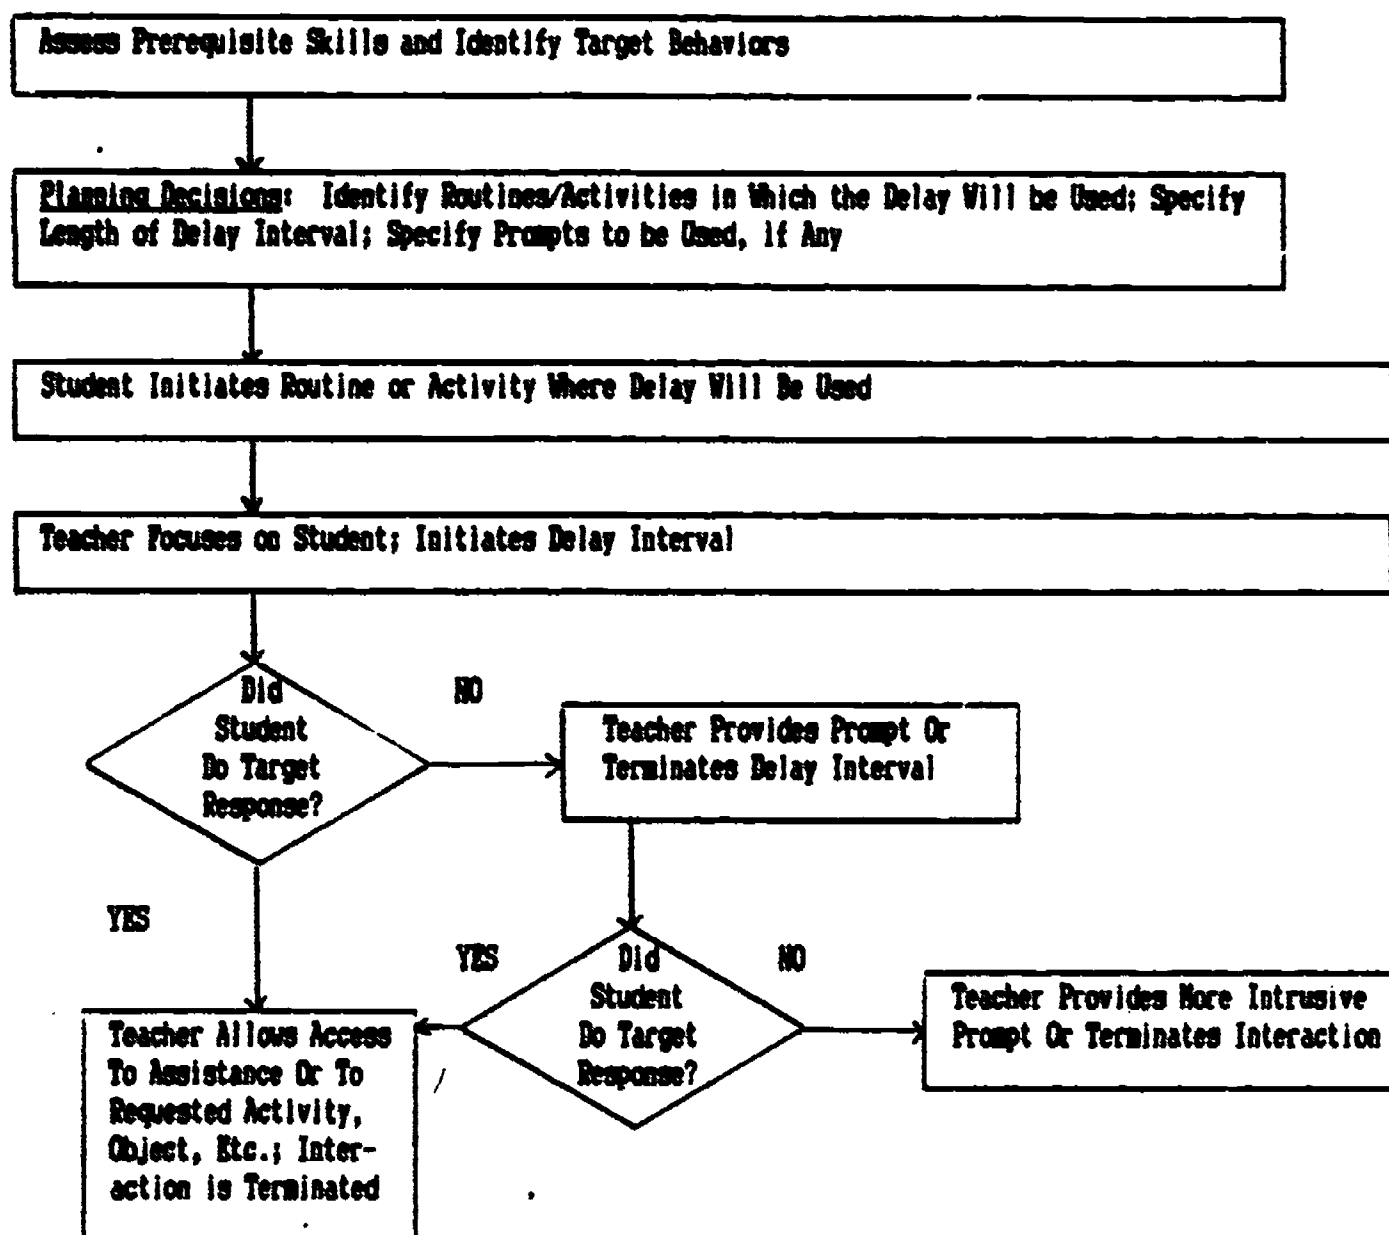 Assess Prerequisite Skills and Identify Target Behaviors
Planning Decisions: Identify Routines/Activities in Which the Delay Will be Used; Specify
Length of Delay Interval; Specify Prompts to be Used, if Any
Student Initiates Routine or Activity Where Delay Will Be Used
Teacher Focuses on Student; Initiates Delay Interval
Did
Student
Do Target
Response?
NO
Teacher Provides Prompt Or
Terminates Delay Interval
YES
Teacher Allows Access
To Assistance Or To
Requested Activity,
Object, Etc.; Inter-
action is Terminated
YES
Did
Student
Do Target
Response?
NO
Teacher Provides More Intrusive
Prompt Or Terminates Interaction